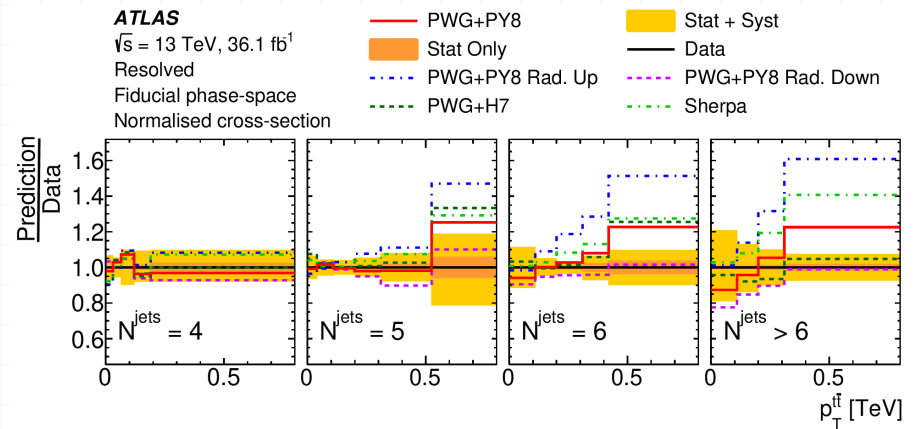 ATLAS
√s = 13 TeV, 36.1 fb⁻¹
Resolved
Fiducial phase-space
Normalised cross-section
PWG+PY8
Stat Only
PWG+PY8 Rad. Up
PWG+H7
Stat + Syst
Data
PWG+PY8 Rad. Down
Sherpa
Prediction
Data
1.6
1.4
1.2
1.0
0.8
0.6
N^jets = 4
N^jets = 5
N^jets = 6
N^jets > 6
0 0.5 0 0.5 0 0.5 0 0.5
p_T^tt̄ [TeV]